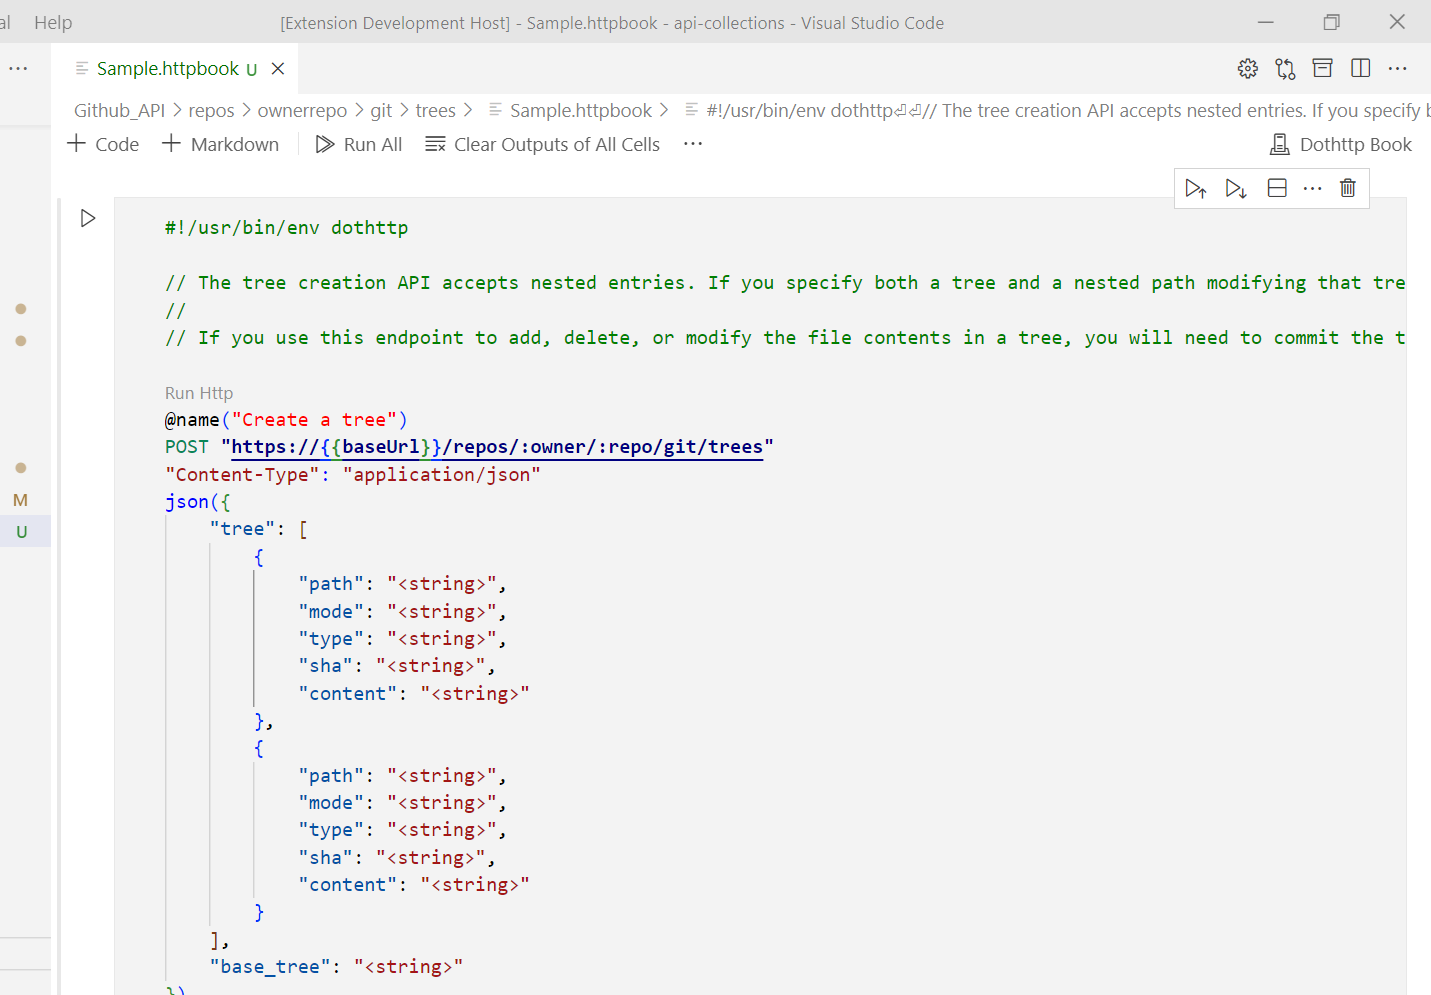 al Help [Extension Development Host] - Sample.httpbook - api-collections - Visual Studio Code
··· Sample.httpbook U
Github_API > repos > ownerrepo > git > trees > Sample.httpbook > #!/usr/bin/env dothttp⏎⏎// The tree creation API accepts nested entries. If you specify b
+ Code + Markdown Run All Clear Outputs of All Cells ··· Dothttp Book
#!/usr/bin/env dothttp
// The tree creation API accepts nested entries. If you specify both a tree and a nested path modifying that tre
//
// If you use this endpoint to add, delete, or modify the file contents in a tree, you will need to commit the t
Run Http
@name("Create a tree")
POST "https://{{baseUrl}}/repos/:owner/:repo/git/trees"
"Content-Type": "application/json"
M
json({
U
"tree": [
{
"path": "<string>",
"mode": "<string>",
"type": "<string>",
"sha": "<string>",
"content": "<string>"
},
{
"path": "<string>",
"mode": "<string>",
"type": "<string>",
"sha": "<string>",
"content": "<string>"
}
],
"base_tree": "<string>"
})